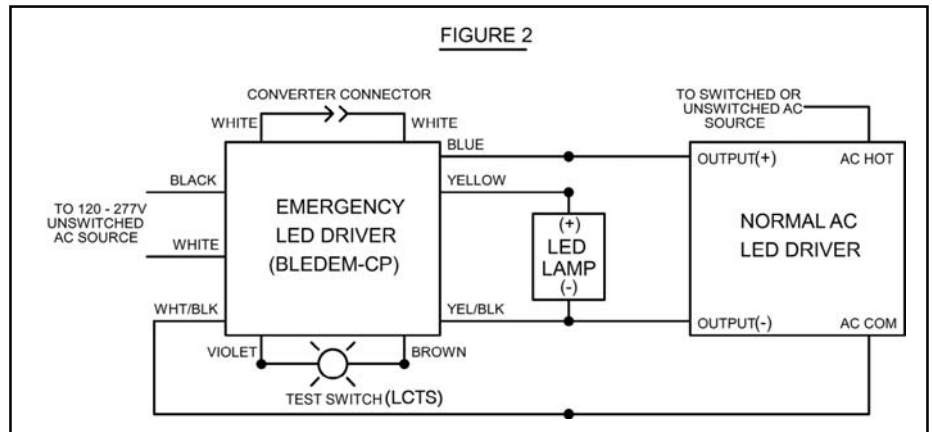 FIGURE 2
CONVERTER CONNECTOR
WHITE
WHITE
TO SWITCHED OR
UNSWITCHED AC
SOURCE
BLUE
OUTPUT(+)
AC HOT
BLACK
YELLOW
TO 120 - 277V
UNSWITCHED
AC SOURCE
EMERGENCY
LED DRIVER
(BLEDEM-CP)
(+)
LED
LAMP
(-)
NORMAL AC
LED DRIVER
WHITE
WHT/BLK
YEL/BLK
OUTPUT(-)
AC COM
VIOLET
BROWN
TEST SWITCH (LCTS)